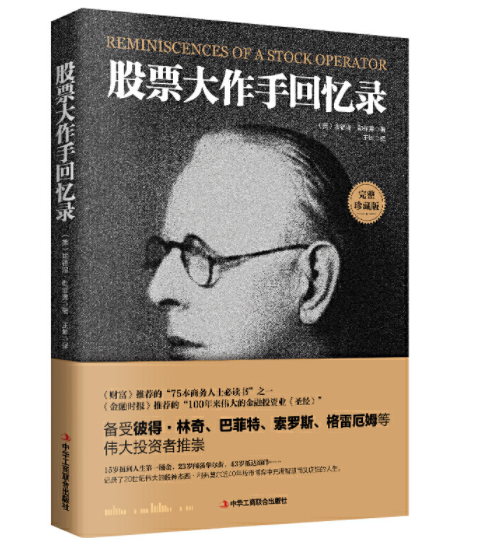 REMINISCENCES OF A STOCK OPERATOR
股票大作手回忆录
完整
珍藏版
股票大作手回忆录
《财富》推荐的“75本商务人士必读书”之一
《金融时报》推荐的“100年来伟大的金融投资业《圣经》”
备受彼得·林奇、巴菲特、索罗斯、格雷厄姆等
伟大投资者推崇
中华工商联合出版社
中华工商联合出版社